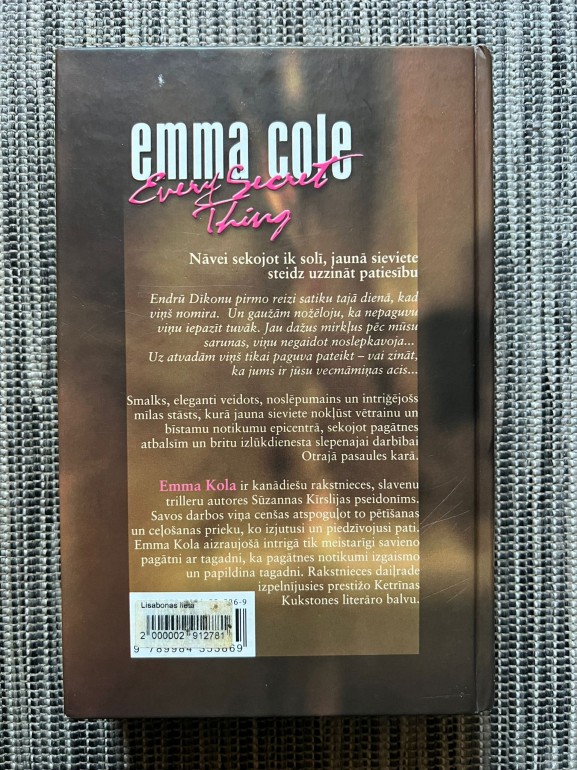 emma cole
Every Secret
Thing
Nāvei sekojot ik solī, jaunā sieviete
steidz uzzināt patiesību
Endrū Dīkonu pirmo reizi satiku tajā dienā, kad
viņš nomira. Un gaužām nožēloju, ka nepaguvu
viņu iepazīt tuvāk. Jau dažus mirkļus pēc mūsu
sarunas, viņu negaidot noslepkavoja...
Uz atvadām viņš tikai paguva pateikt – vai zināt,
ka jums ir jūsu vecmāmiņas acis...
Smalks, eleganti veidots, noslēpumains un intriģējošs
mīlas stāsts, kurā jauna sieviete nokļūst vētrainu un
bīstamu notikumu epicentrā, sekojot pagātnes
atbalsīm un britu izlūkdienesta slepenajai darbībai
Otrajā pasaules karā.
Emma Kola ir kanādiešu rakstnieces, slavenu
trilleru autores Sūzannas Kīrslijas pseidonīms.
Savos darbos viņa cenšas atspoguļot to pētīšanas
un ceļošanas prieku, ko izjutusi un piedzīvojusi pati.
Emma Kola aizraujošā intrigā tik meistarīgi savieno
pagātni ar tagadni, ka pagātnes notikumi izgaismo
un papildina tagadni. Rakstnieces daiļrade
izpelnījusies prestižo Ketrīnas
Kukstones literāro balvu.
Lisabonas lieta
2 000002 912781
9 789984 353869